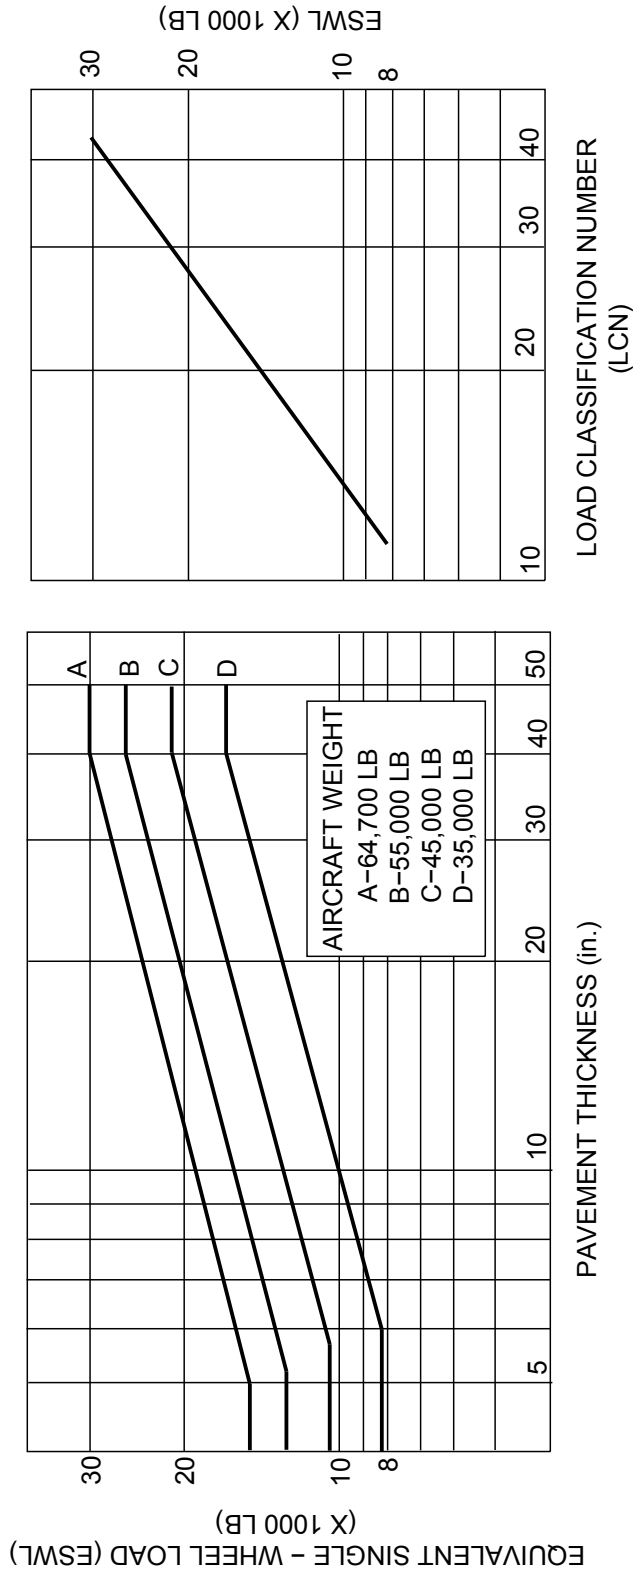 EQUIVALENT SINGLE – WHEEL LOAD (ESWL)
(X 1000 LB)
30
20
10
8
A
B
C
D
AIRCRAFT WEIGHT
A–64,700 LB
B–55,000 LB
C–45,000 LB
D–35,000 LB
5
10
20
30
40
50
PAVEMENT THICKNESS (in.)
30
20
10
8
ESWL (X 1000 LB)
10
20
30
40
LOAD CLASSIFICATION NUMBER
(LCN)